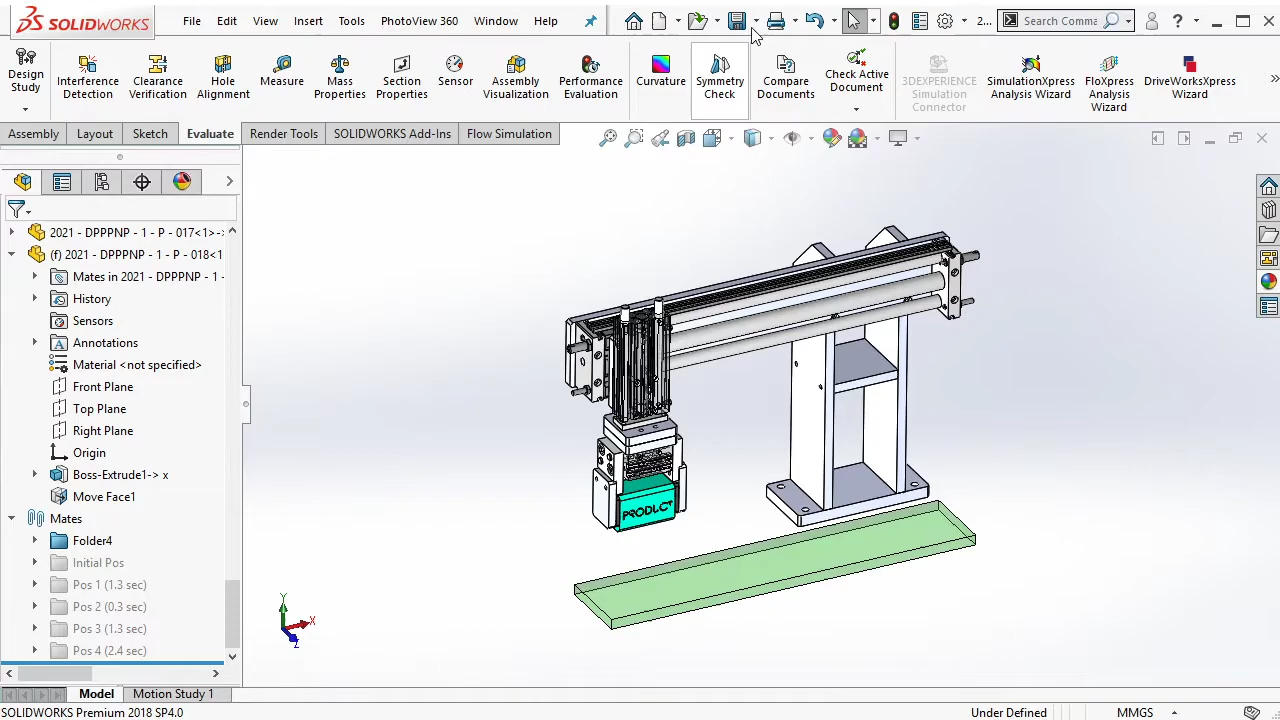 SOLIDWORKS File Edit View Insert Tools PhotoView 360 Window Help 2... Search Comma
Design Study
Interference Detection
Clearance Verification
Hole Alignment
Measure
Mass Properties
Section Properties
Sensor
Assembly Visualization
Performance Evaluation
Curvature
Symmetry Check
Compare Documents
Check Active Document
3DEXPERIENCE Simulation Connector
SimulationXpress Analysis Wizard
FloXpress Analysis Wizard
DriveWorksXpress Wizard
Assembly Layout Sketch Evaluate Render Tools SOLIDWORKS Add-Ins Flow Simulation
2021 - DPPPNP - 1 - P - 017<1>->
(f) 2021 - DPPPNP - 1 - P - 018<1
Mates in 2021 - DPPPNP - 1 -
History
Sensors
Annotations
Material <not specified>
Front Plane
Top Plane
Right Plane
Origin
Boss-Extrude1-> x
Move Face1
Mates
Folder4
Initial Pos
Pos 1 (1.3 sec)
Pos 2 (0.3 sec)
Pos 3 (1.3 sec)
Pos 4 (2.4 sec)
PRODUCT
Y
X
Z
Model Motion Study 1
SOLIDWORKS Premium 2018 SP4.0 Under Defined MMGS